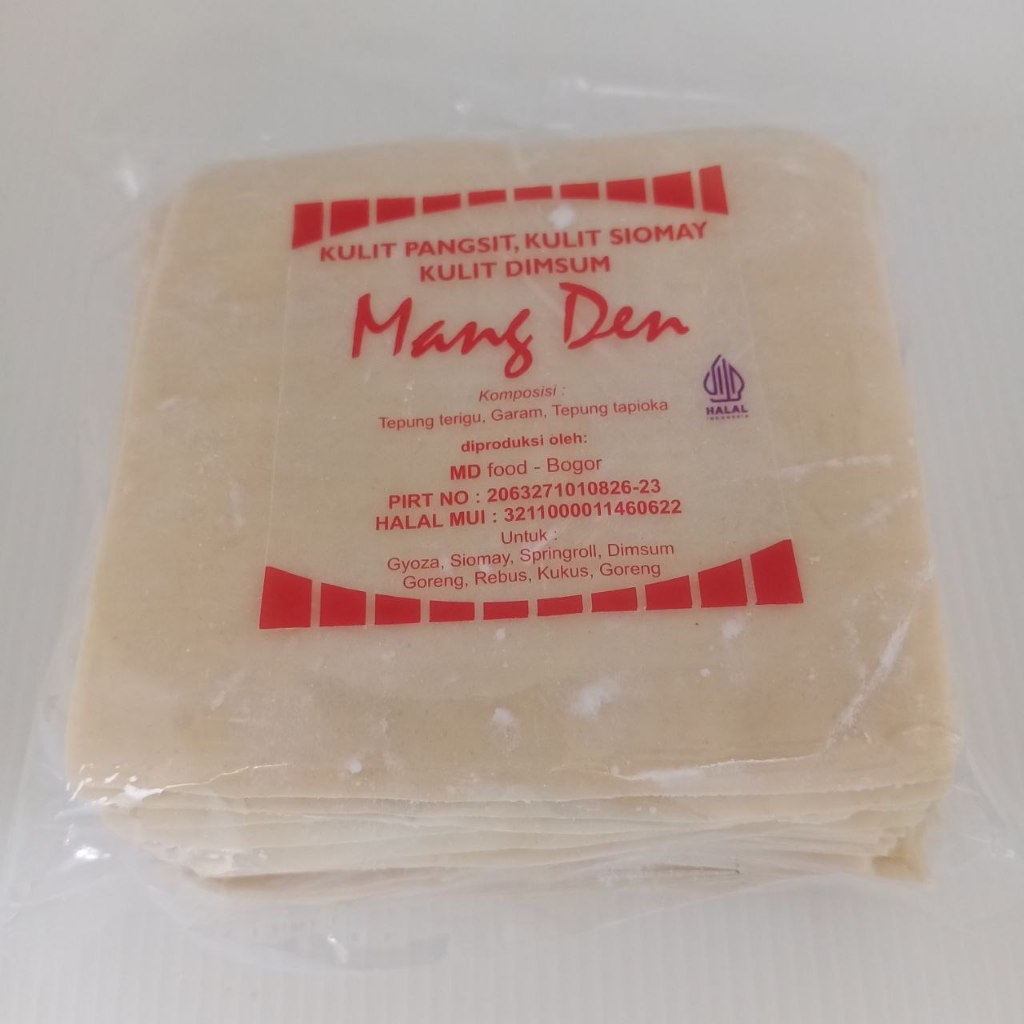 KULIT PANGSIT, KULIT SIOMAY
KULIT DIMSUM
Mang Den
Komposisi :
Tepung terigu, Garam, Tepung tapioka
HALAL
INDONESIA
diproduksi oleh:
MD food - Bogor
PIRT NO : 2063271010826-23
HALAL MUI : 3211000011460622
Untuk :
Gyoza, Siomay, Springroll, Dimsum
Goreng, Rebus, Kukus, Goreng